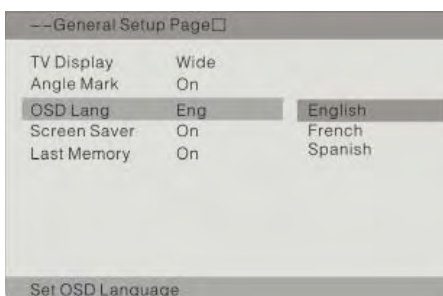 --General Setup Page□
TV Display Wide
Angle Mark On
OSD Lang Eng English
Screen Saver On French
Last Memory On Spanish
Set OSD Language